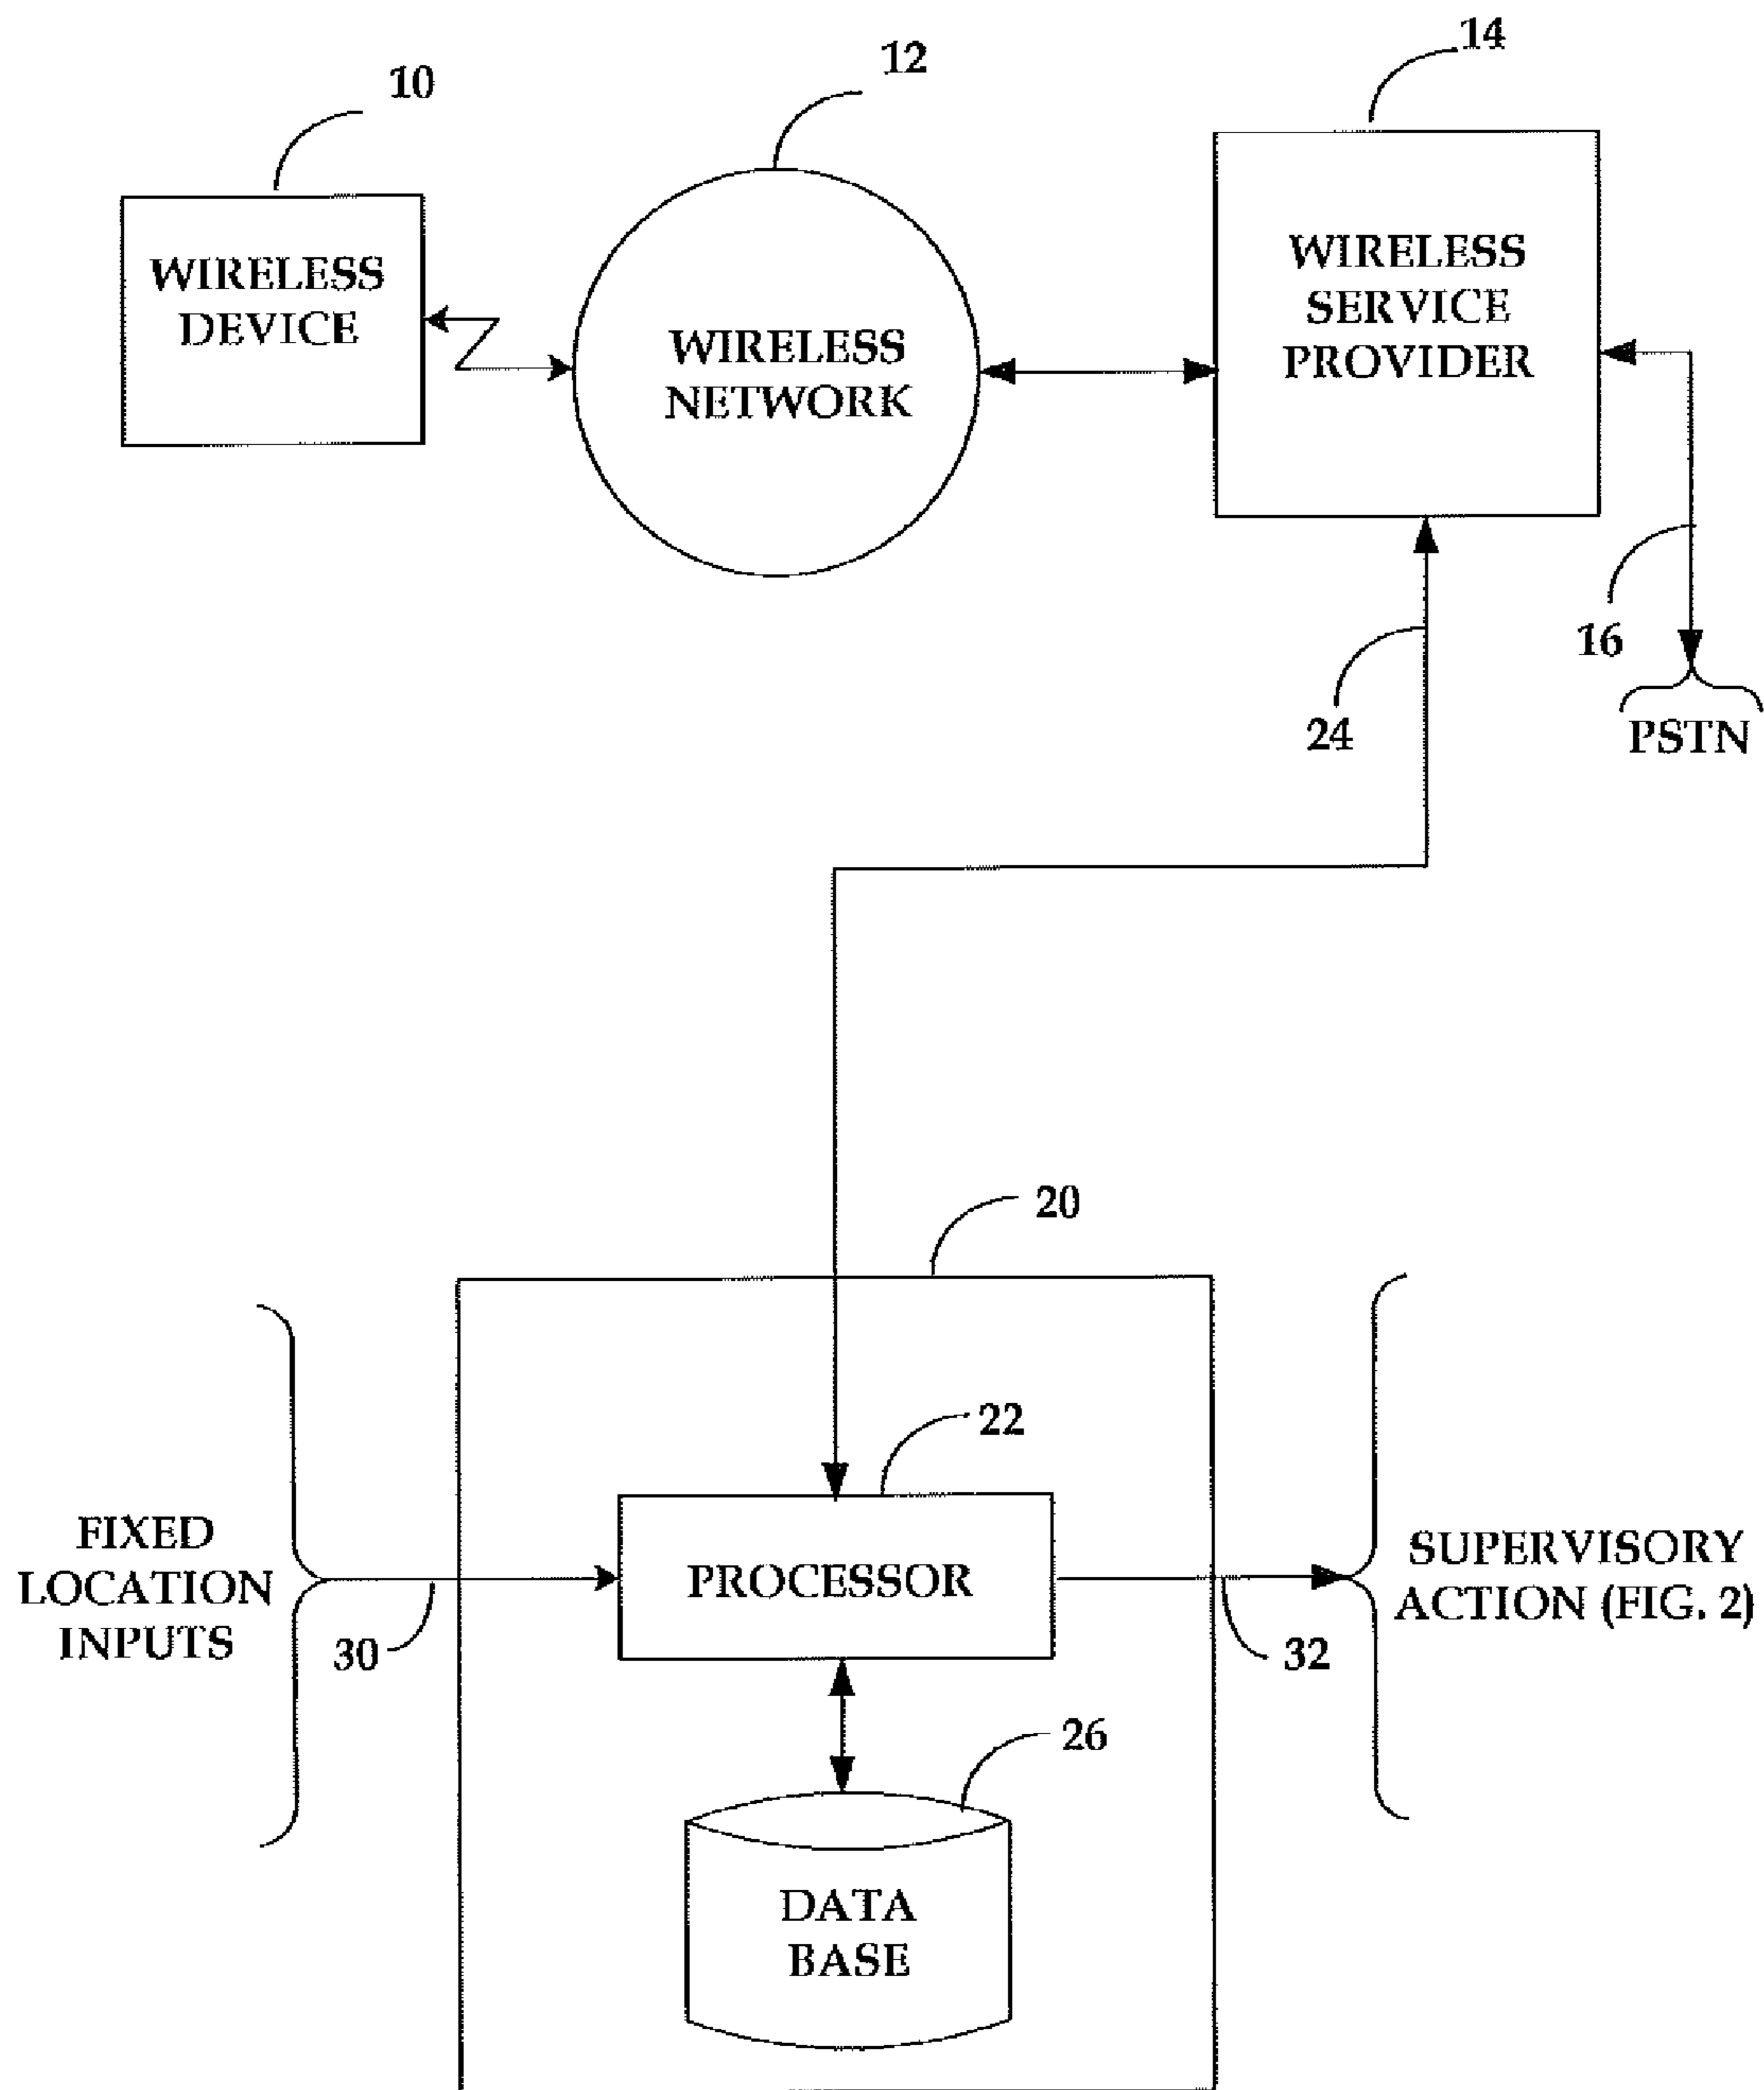 10
12
14
WIRELESS
DEVICE
WIRELESS
NETWORK
WIRELESS
SERVICE
PROVIDER
16
24
PSTN
20
22
FIXED
LOCATION
INPUTS
30
PROCESSOR
32
SUPERVISORY
ACTION (FIG. 2)
26
DATA
BASE